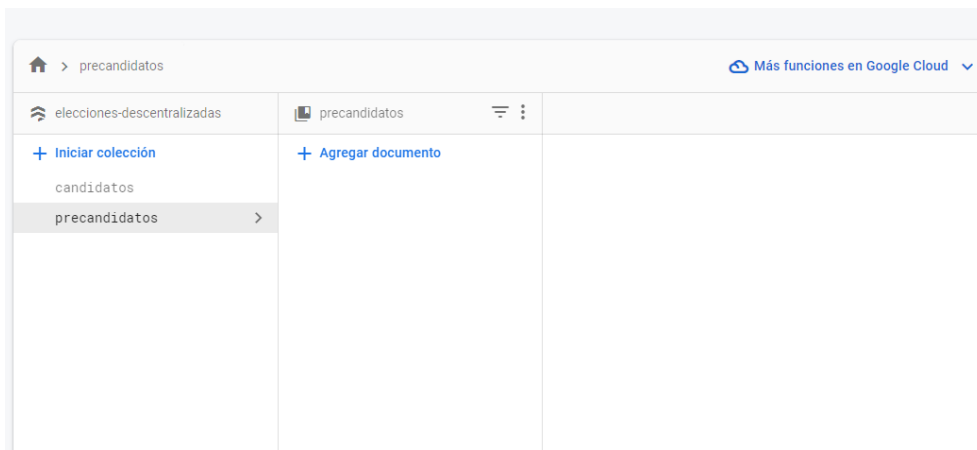 precandidatos
Más funciones en Google Cloud
elecciones-descentralizadas
precandidatos
Iniciar colección
Agregar documento
candidatos
precandidatos